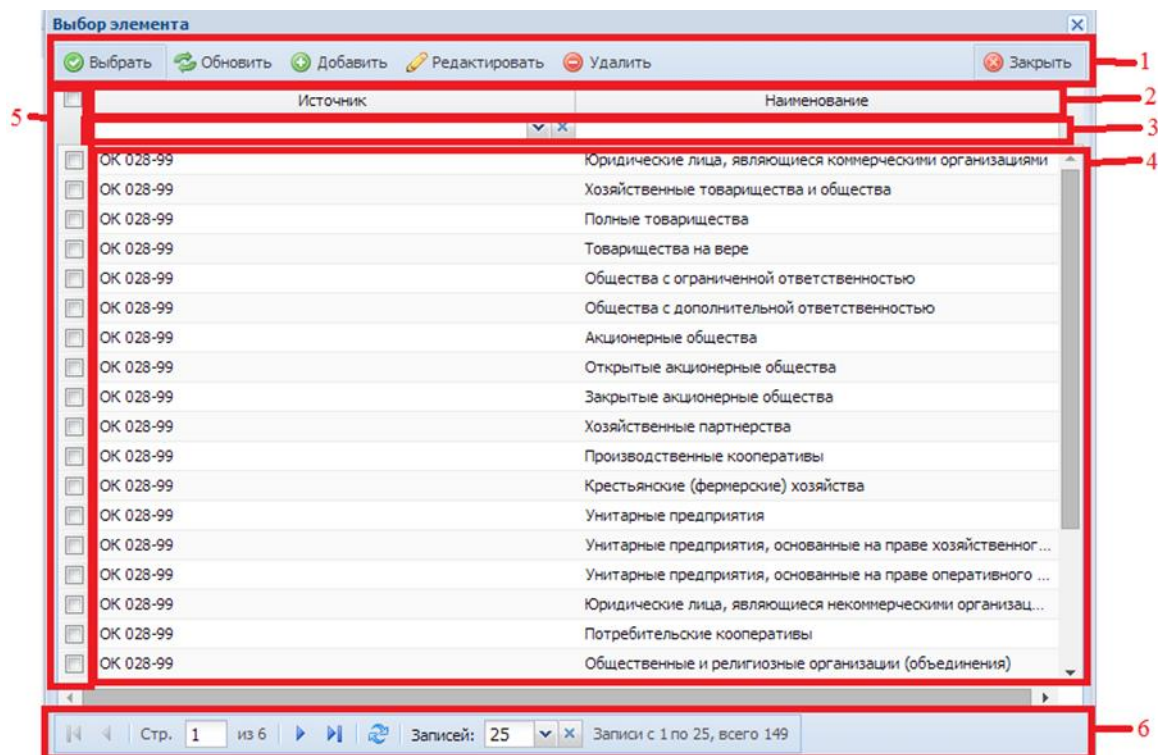 Выбор элемента
Выбрать Обновить Добавить Редактировать Удалить Закрыть 1
Источник Наименование 2
5
3
ОК 028-99 Юридические лица, являющиеся коммерческими организациями 4
ОК 028-99 Хозяйственные товарищества и общества
ОК 028-99 Полные товарищества
ОК 028-99 Товарищества на вере
ОК 028-99 Общества с ограниченной ответственностью
ОК 028-99 Общества с дополнительной ответственностью
ОК 028-99 Акционерные общества
ОК 028-99 Открытые акционерные общества
ОК 028-99 Закрытые акционерные общества
ОК 028-99 Хозяйственные партнерства
ОК 028-99 Производственные кооперативы
ОК 028-99 Крестьянские (фермерские) хозяйства
ОК 028-99 Унитарные предприятия
ОК 028-99 Унитарные предприятия, основанные на праве хозяйственног...
ОК 028-99 Унитарные предприятия, основанные на праве оперативного ...
ОК 028-99 Юридические лица, являющиеся некоммерческими организац...
ОК 028-99 Потребительские кооперативы
ОК 028-99 Общественные и религиозные организации (объединения)
Стр. 1 из 6 Записей: 25 Записи с 1 по 25, всего 149 6